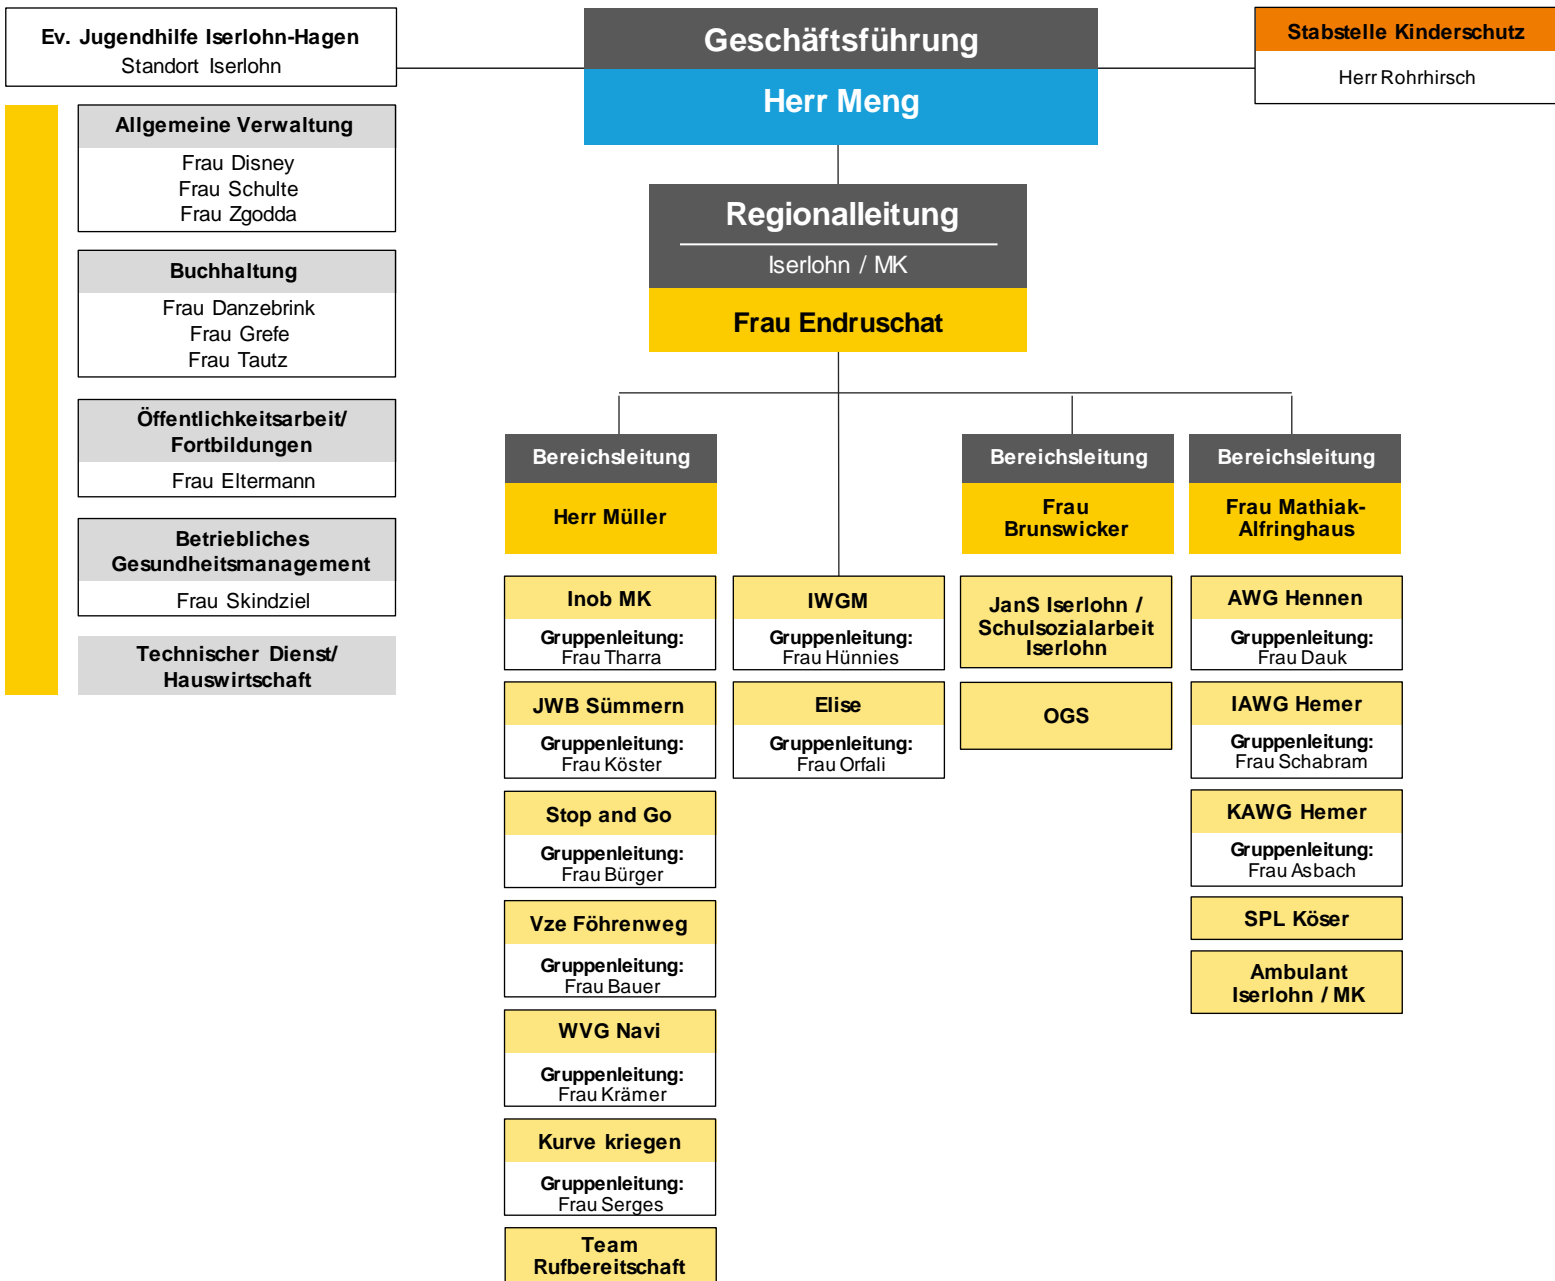 Ev. Jugendhilfe Iserlohn-Hagen
Standort Iserlohn
Geschäftsführung
Herr Meng
Stabstelle Kinderschutz
Herr Rohrhirsch
Allgemeine Verwaltung
Frau Disney
Frau Schulte
Frau Zgodda
Buchhaltung
Frau Danzebrink
Frau Grefe
Frau Tautz
Öffentlichkeitsarbeit/
Fortbildungen
Frau Eltermann
Betriebliches
Gesundheitsmanagement
Frau Skindziel
Technischer Dienst/
Hauswirtschaft
Regionalleitung
Iserlohn / MK
Frau Endruschat
Bereichsleitung
Herr Müller
Inob MK
Gruppenleitung:
Frau Tharra
JWB Sümmern
Gruppenleitung:
Frau Köster
Stop and Go
Gruppenleitung:
Frau Bürger
Vze Föhrenweg
Gruppenleitung:
Frau Bauer
WVG Navi
Gruppenleitung:
Frau Krämer
Kurve kriegen
Gruppenleitung:
Frau Serges
Team
Rufbereitschaft
IWGM
Gruppenleitung:
Frau Hünnies
Elise
Gruppenleitung:
Frau Orfali
Bereichsleitung
Frau
Brunswicker
JanS Iserlohn /
Schulsozialarbeit
Iserlohn
OGS
Bereichsleitung
Frau Mathiak-
Alfringhaus
AWG Hennen
Gruppenleitung:
Frau Dauk
IAWG Hemer
Gruppenleitung:
Frau Schabram
KAWG Hemer
Gruppenleitung:
Frau Asbach
SPL Köser
Ambulant
Iserlohn / MK